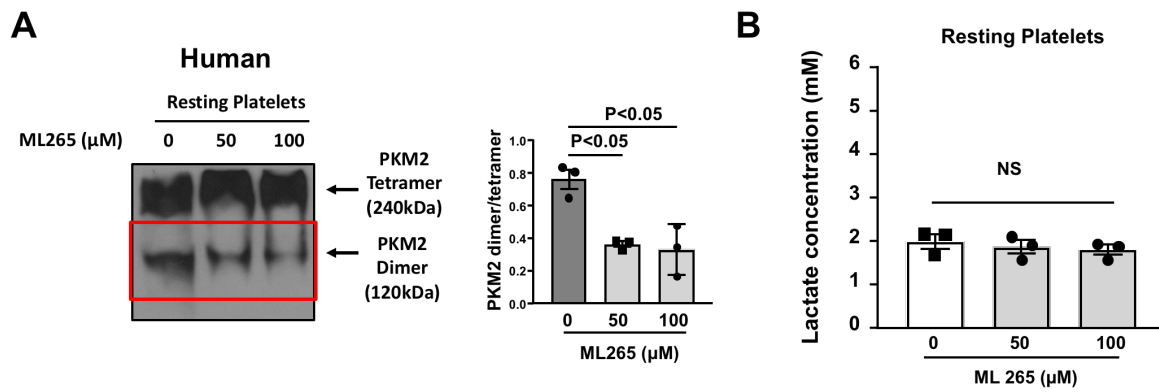 A
Human
Resting Platelets
ML265 (µM) 0 50 100
PKM2
Tetramer
(240kDa)
PKM2
Dimer
(120kDa)
PKM2 dimer/tetramer
1.0
0.8
0.6
0.4
0.2
0.0
P<0.05
P<0.05
0 50 100
ML265 (µM)
B
Resting Platelets
Lactate concentration (mM)
6
5
4
3
2
1
0
NS
0 50 100
ML 265 (µM)